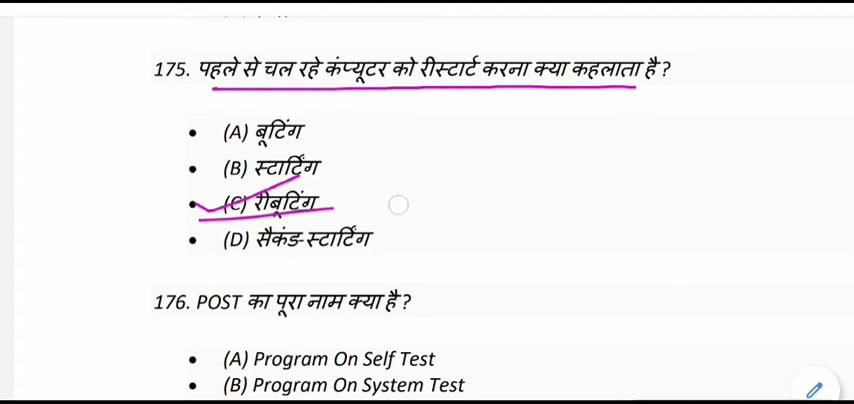 175. पहले से चल रहे कंप्यूटर को रीस्टार्ट करना क्या कहलाता है?
(A) बूटिंग
(B) स्टार्टिंग
(C) रीबूटिंग
(D) सैकंड-स्टार्टिंग
176. POST का पूरा नाम क्या है?
(A) Program On Self Test
(B) Program On System Test